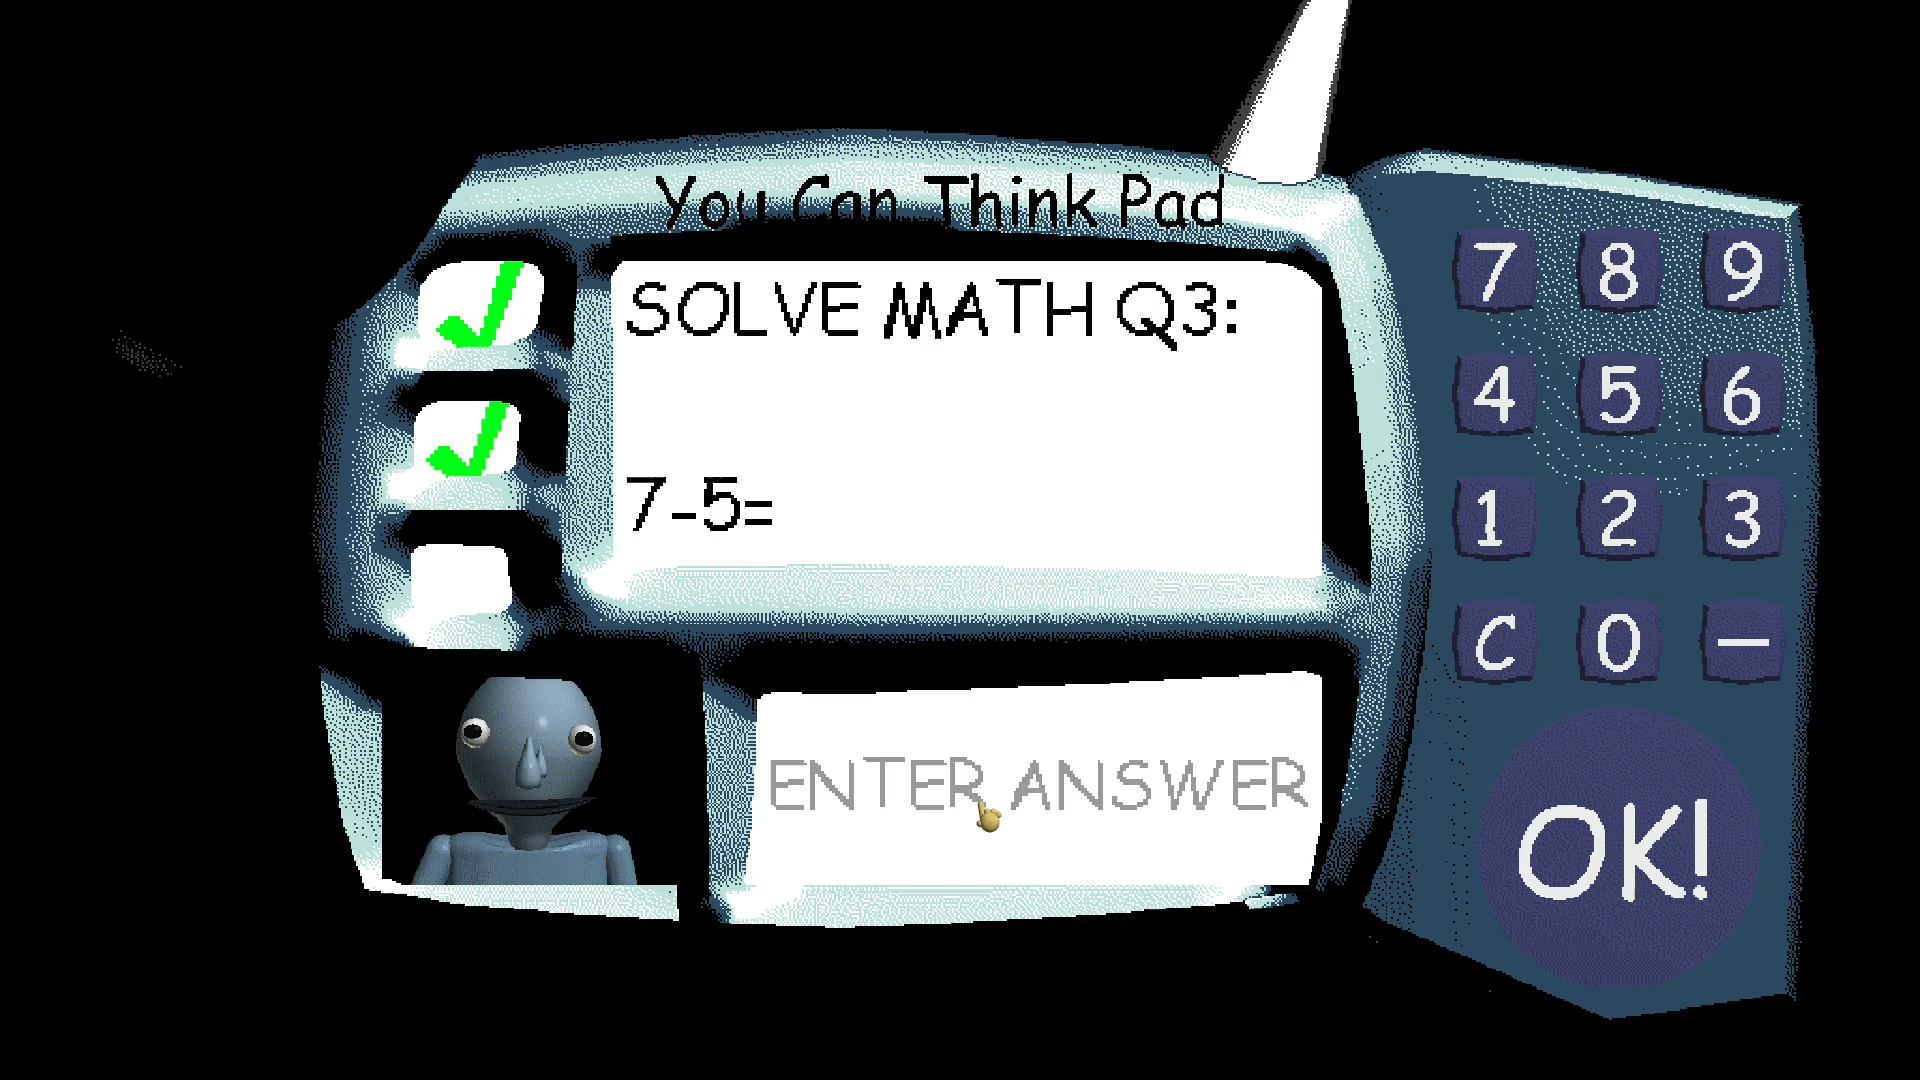 You Can Think Pad
SOLVE MATH Q3:
7-5=
ENTER ANSWER
7 8 9
4 5 6
1 2 3
C 0 –
OK!